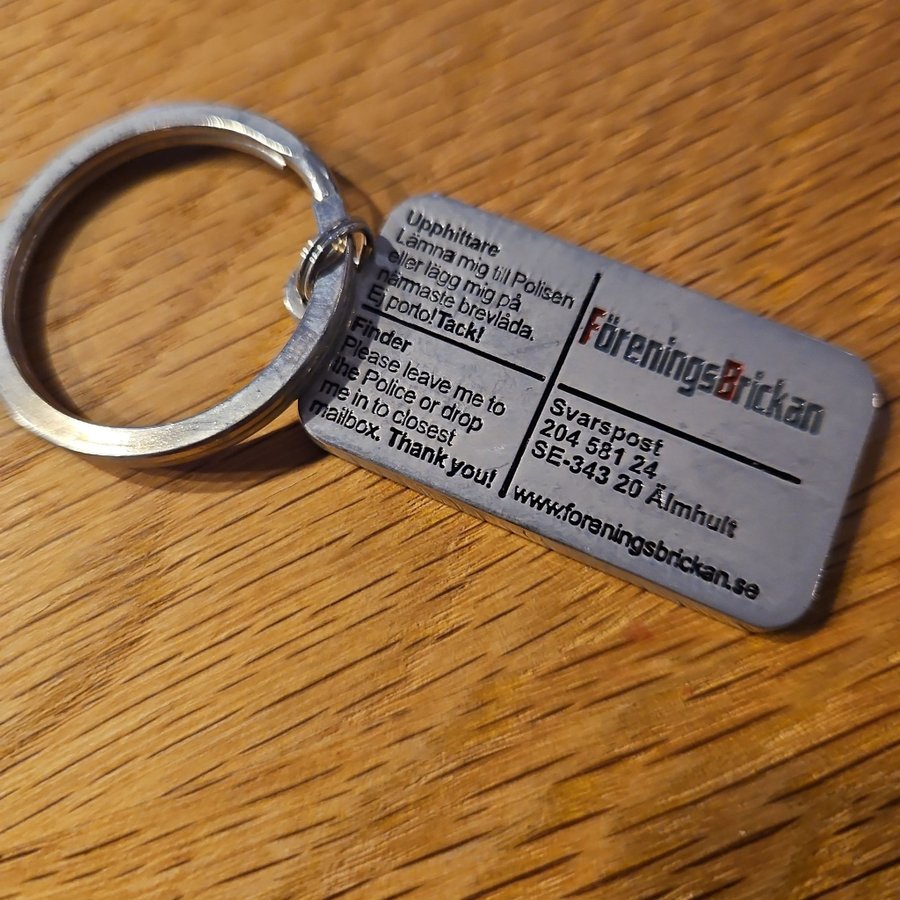 Upphittare
Lämna mig till Polisen
eller lägg mig på
närmaste brevlåda.
Ej porto! Tack!
Finder
Please leave me to
the Police or drop
me in to closest
mailbox. Thank you!
FöreningsBrickan
Svarspost
204 581 24
SE-343 20 Älmhult
www.foreningsbrickan.se